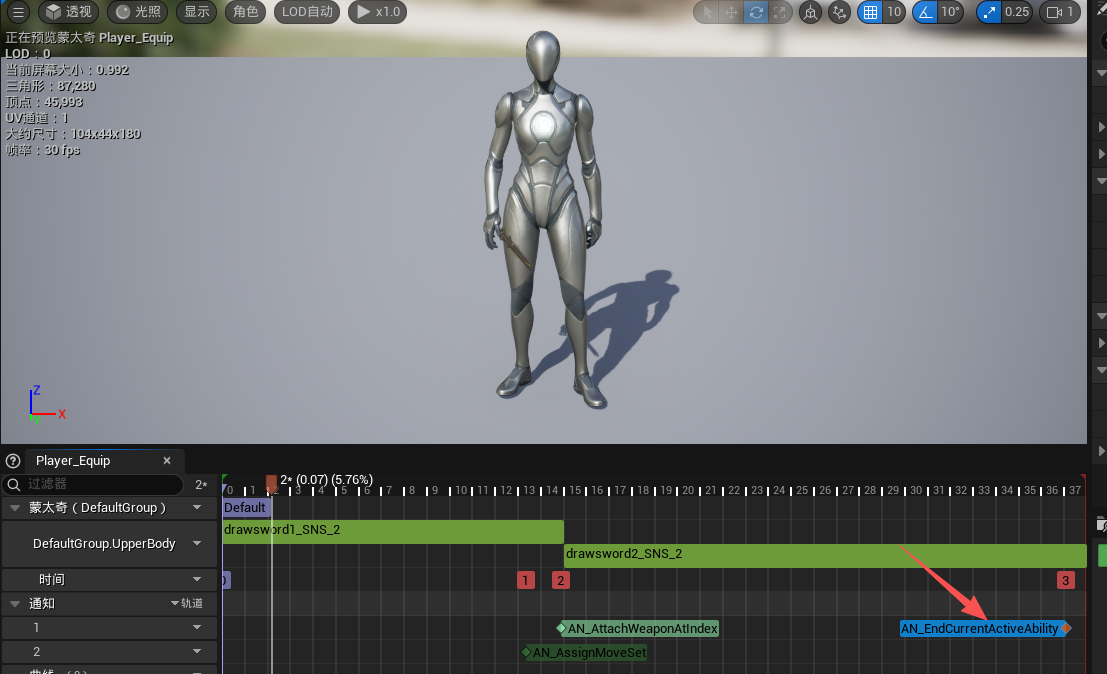 透视 光照 显示 角色 LOD自动 x1.0 10 10° 0.25 1
正在预览蒙太奇 Player_Equip
LOD：0
当前屏幕大小：0.992
三角形：87,280
顶点：45,993
UV通道：1
大约尺寸：104x44x180
帧率：30 fps
Z
X
Player_Equip ×
过滤器 2*
2* (0.07) (5.76%)
0 1 2 3 4 5 6 7 8 9 10 11 12 13 14 15 16 17 18 19 20 21 22 23 24 25 26 27 28 29 30 31 32 33 34 35 36 37
蒙太奇（DefaultGroup） Default
drawsword1_SNS_2
DefaultGroup.UpperBody
drawsword2_SNS_2
时间 0 1 2 3
通知 轨道
1 AN_AttachWeaponAtIndex AN_EndCurrentActiveAbility
2 AN_AssignMoveSet